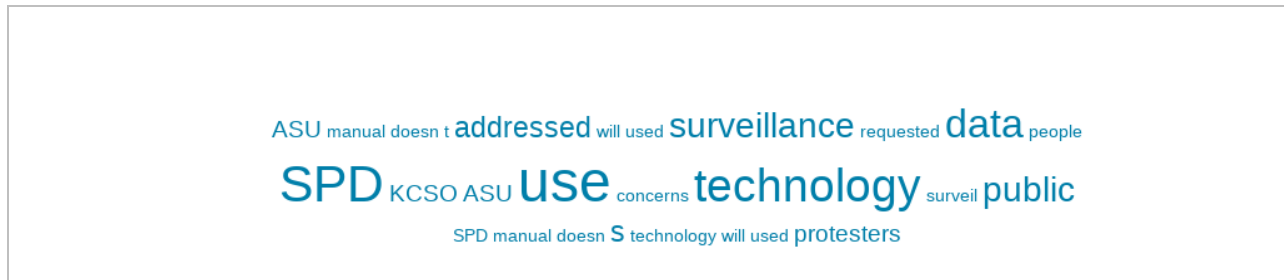 ASU manual doesn t addressed will used surveillance requested data people
SPD KCSO ASU use concerns technology surveil public
SPD manual doesn s technology will used protesters